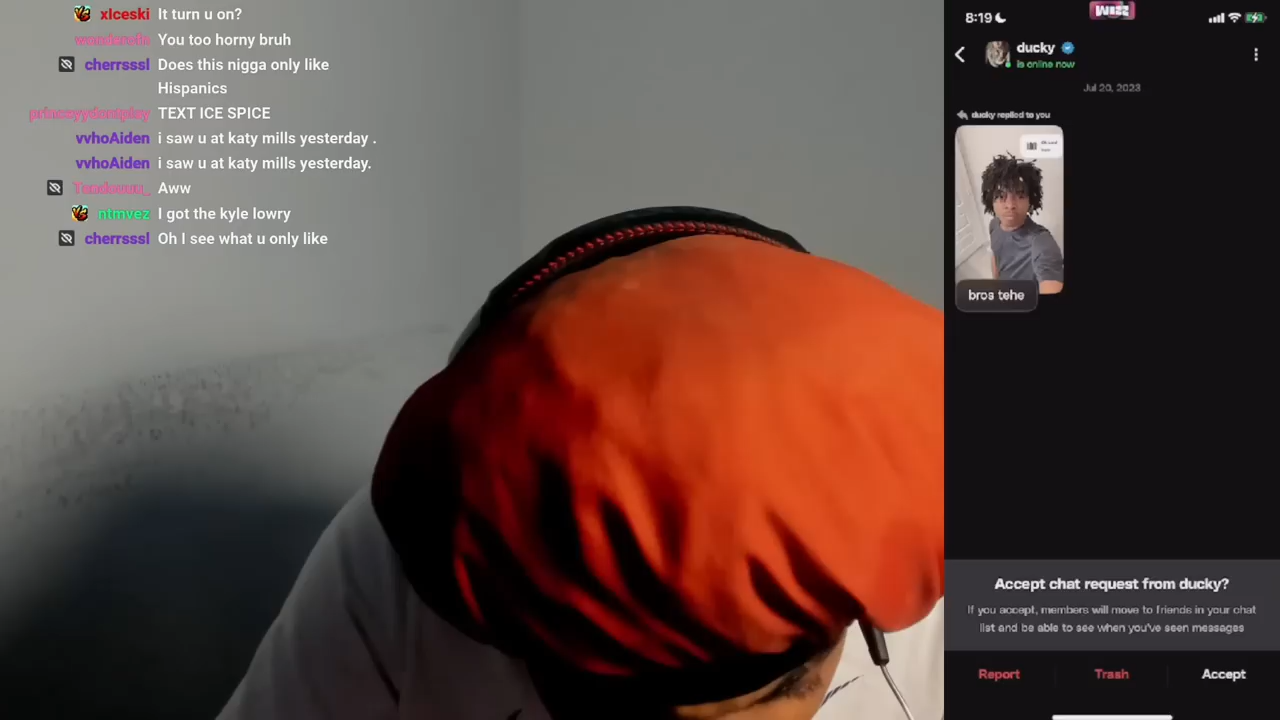 xIceski It turn u on?
You too horny bruh
cherrsssl Does this nigga only like
Hispanics
TEXT ICE SPICE
vvhoAiden i saw u at katy mills yesterday .
vvhoAiden i saw u at katy mills yesterday.
Aww
ntmvez I got the kyle lowry
cherrsssl Oh I see what u only like
8:19
WIZZ
ducky
is online now
Jul 20, 2023
ducky replied to you
bros tehe
Accept chat request from ducky?
If you accept, members will move to friends in your chat
list and be able to see when you've seen messages
Report Trash Accept